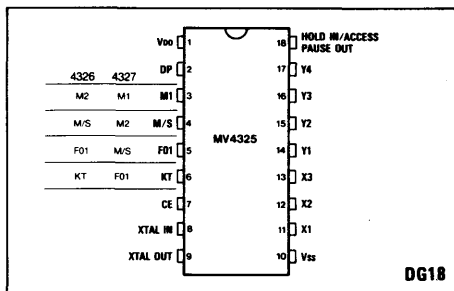 HOLD IN/ACCESS
PAUSE OUT
VDD 1 18
DP 2 17 Y4
4326 4327
M2 M1 M1 3 16 Y3
M/S M2 M/S 4 15 Y2
MV4325
F01 M/S F01 5 14 Y1
KT F01 KT 6 13 X3
CE 7 12 X2
XTAL IN 8 11 X1
XTAL OUT 9 10 VSS
DG18